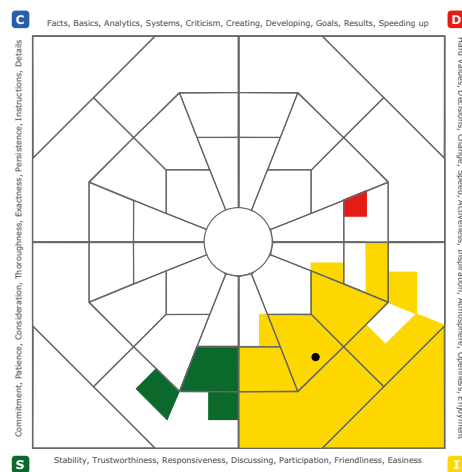 C
Facts, Basics, Analytics, Systems, Criticism, Creating, Developing, Goals, Results, Speeding up
D
Commitment, Patience, Consideration, Thoroughness, Exactness, Persistence, Instructions, Details
Hard Values, Decisions, Change, Speed, Activeness, Inspiration, Atmosphere, Openness, Enjoyment
S
Stability, Trustworthiness, Responsiveness, Discussing, Participation, Friendliness, Easiness
I